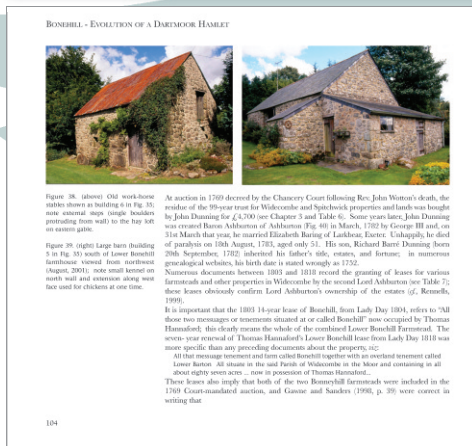 BONEHILL - EVOLUTION OF A DARTMOOR HAMLET
Figure 38. (above) Old work-horse
stables shown as building 6 in Fig. 35;
note external steps (single boulders
protruding from wall) to the hay loft
on eastern gable.
Figure 39. (right) Large barn (building
5 in Fig. 35) south of Lower Bonehill
farmhouse viewed from northwest
(August, 2001); note small kennel on
north wall and extension along west
face used for chickens at one time.
At auction in 1769 decreed by the Chancery Court following Rev. John Wotton's death, the
residue of the 99-year trust for Widecombe and Spitchwick properties and lands was bought
by John Dunning for £4,700 (see Chapter 5 and Table 6). Some years later, John Dunning
was created Baron Ashburton of Ashburton (Fig. 40) in March, 1782 by George III and, on
31st March that year, he married Elizabeth Baring of Larkbear, Exeter. Unhappily, he died
of paralysis on 18th August, 1783, aged only 51. His son, Richard Barré Dunning (born
20th September, 1782) inherited his father's title, estates, and fortune; in numerous
genealogical websites, his birth date is stated wrongly as 1752.
Numerous documents between 1803 and 1818 record the granting of leases for various
farmsteads and other properties in Widecombe by the second Lord Ashburton (see Table 7);
these leases obviously confirm Lord Ashburton's ownership of the estates (cf., Rennells,
1999).
It is important that the 1803 14-year lease of Bonehill, from Lady Day 1804, refers to "All
those two messuages or tenements situated at or called Bonehill" now occupied by Thomas
Hannaford; this clearly means the whole of the combined Lower Bonehill Farmstead. The
seven- year renewal of Thomas Hannaford's Lower Bonehill lease from Lady Day 1818 was
more specific than any preceding documents about the property, viz:
All that messuage tenement and farm called Bonehill together with an overland tenement called
Lower Barton All situate in the said Parish of Widecombe in the Moor and containing in all
about eighty seven acres ... now in possession of Thomas Hannaford...
These leases also imply that both of the two Bonneyhill farmsteads were included in the
1769 Court-mandated auction, and Gawne and Sanders (1998, p. 39) were correct in
writing that
104